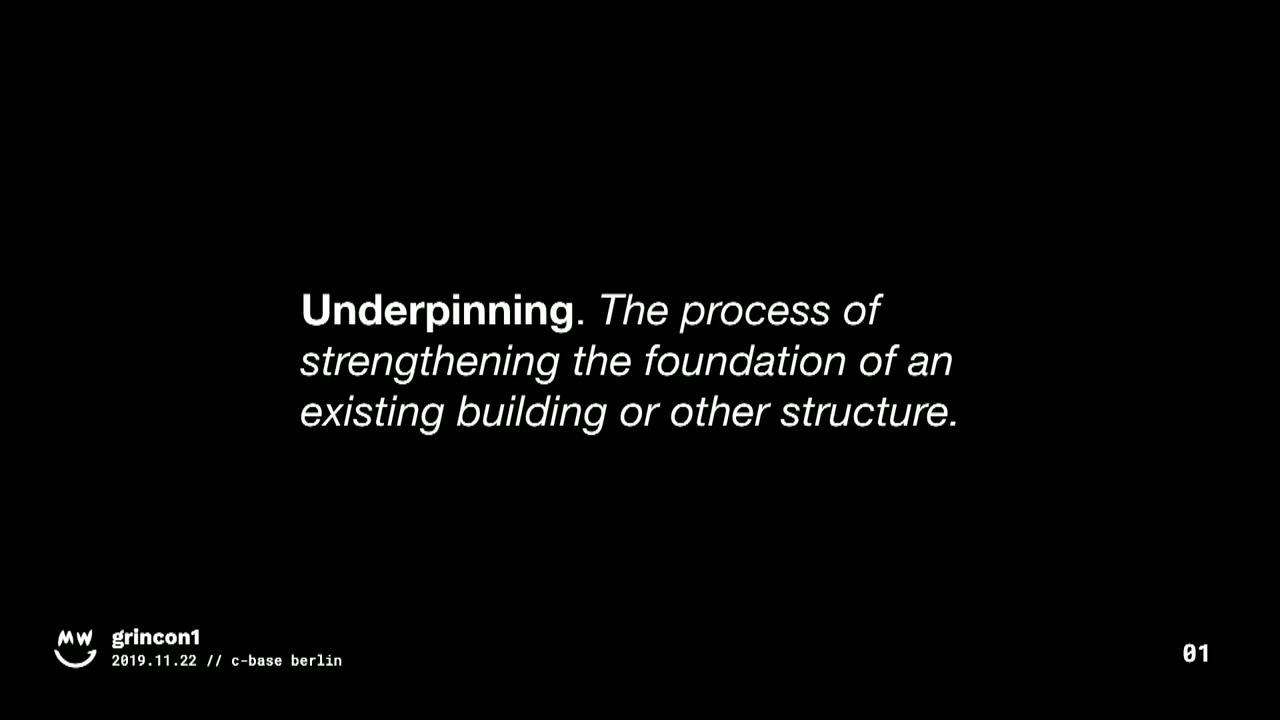 Underpinning. The process of
strengthening the foundation of an
existing building or other structure.
MW
grincon1
2019.11.22 // c-base berlin
01